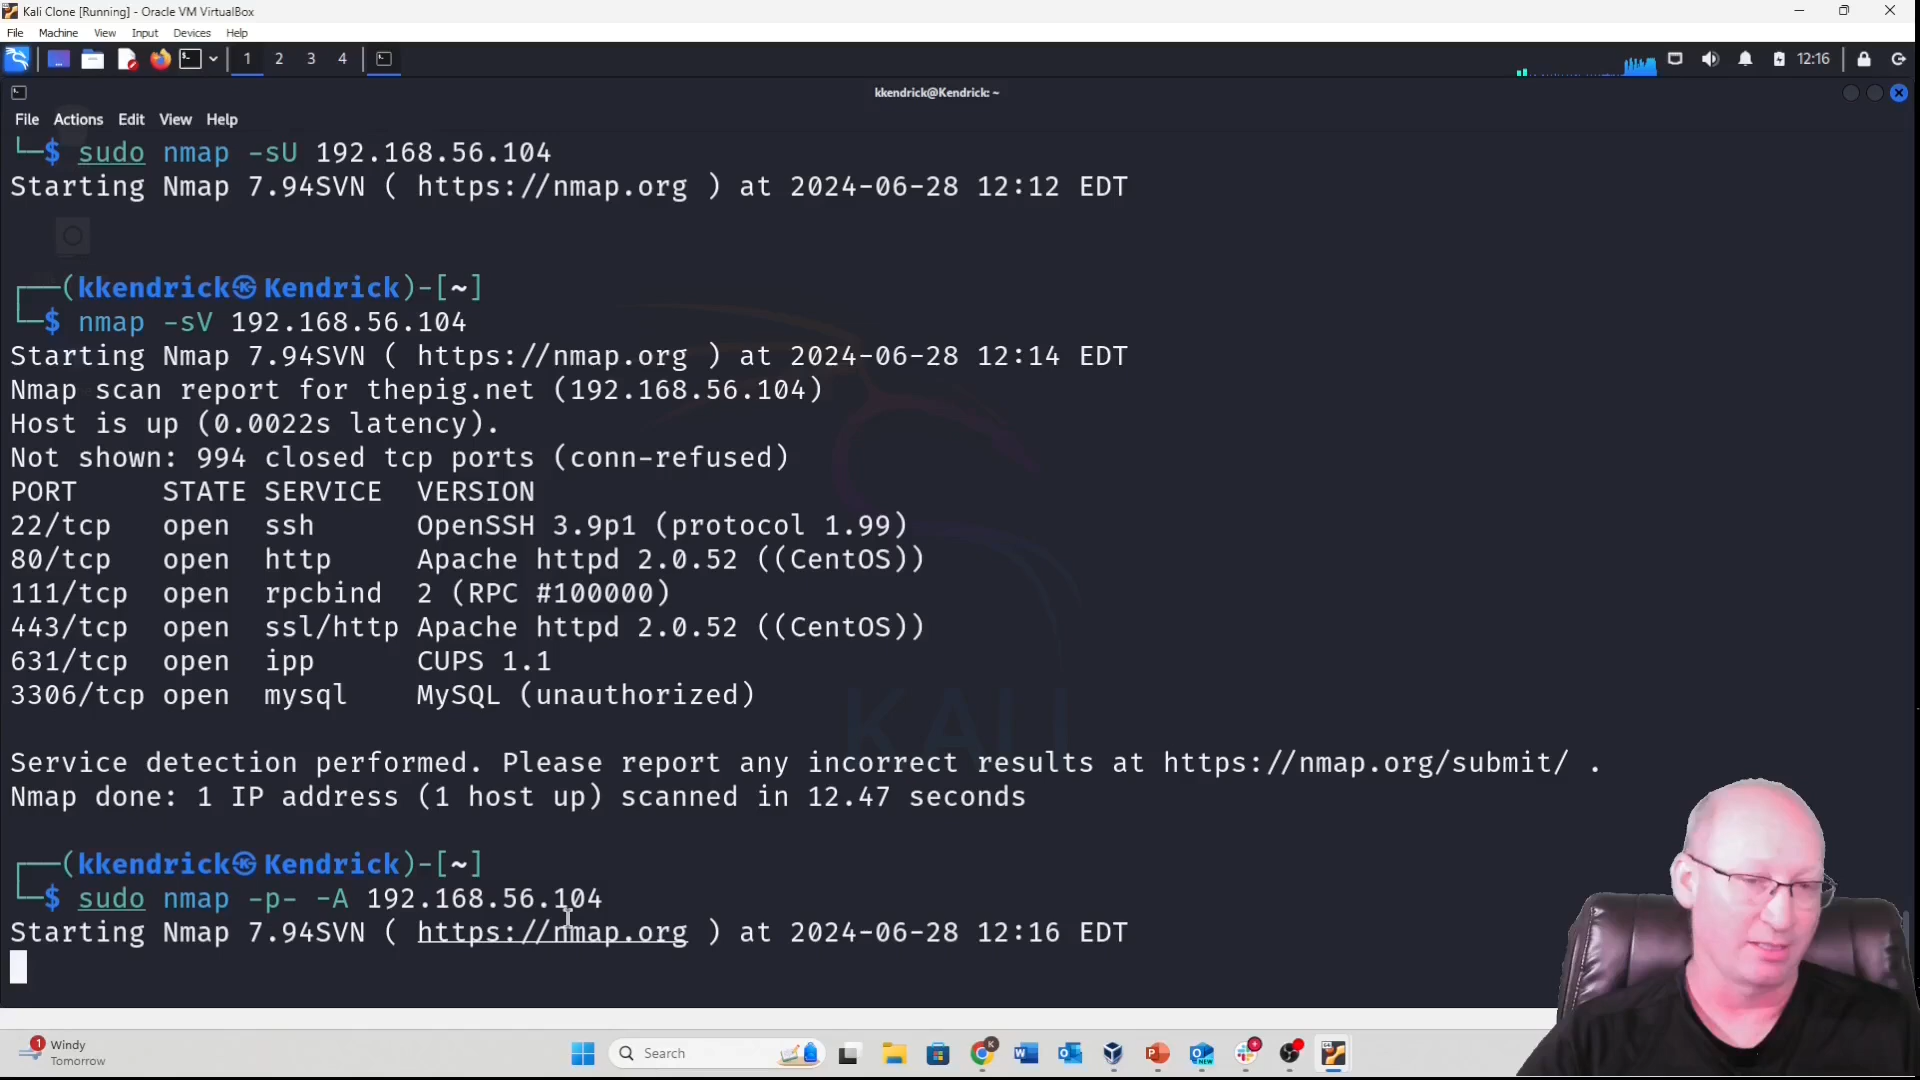 Kali Clone [Running] - Oracle VM VirtualBox
File Machine View Input Devices Help
1 2 3 4 12:16
kkendrick@Kendrick: ~
File Actions Edit View Help
└─$ sudo nmap -sU 192.168.56.104
Starting Nmap 7.94SVN ( https://nmap.org ) at 2024-06-28 12:12 EDT
┌──(kkendrick㉿Kendrick)-[~]
└─$ nmap -sV 192.168.56.104
Starting Nmap 7.94SVN ( https://nmap.org ) at 2024-06-28 12:14 EDT
Nmap scan report for thepig.net (192.168.56.104)
Host is up (0.0022s latency).
Not shown: 994 closed tcp ports (conn-refused)
PORT STATE SERVICE VERSION
22/tcp open ssh OpenSSH 3.9p1 (protocol 1.99)
80/tcp open http Apache httpd 2.0.52 ((CentOS))
111/tcp open rpcbind 2 (RPC #100000)
443/tcp open ssl/http Apache httpd 2.0.52 ((CentOS))
631/tcp open ipp CUPS 1.1
3306/tcp open mysql MySQL (unauthorized)
KALI
Service detection performed. Please report any incorrect results at https://nmap.org/submit/ .
Nmap done: 1 IP address (1 host up) scanned in 12.47 seconds
┌──(kkendrick㉿Kendrick)-[~]
└─$ sudo nmap -p- -A 192.168.56.104
Starting Nmap 7.94SVN ( https://nmap.org ) at 2024-06-28 12:16 EDT
1 Windy
Tomorrow
Search